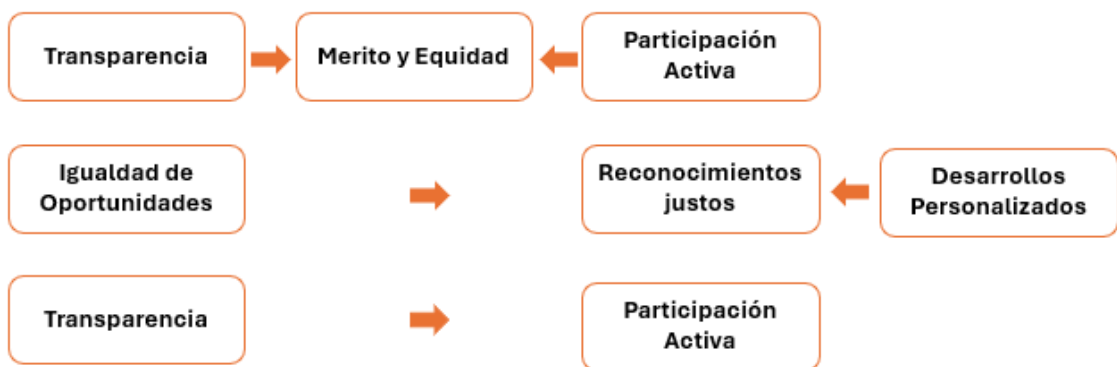 Transparencia
Merito y Equidad
Participación
Activa
Igualdad de
Oportunidades
Reconocimientos
justos
Desarrollos
Personalizados
Transparencia
Participación
Activa